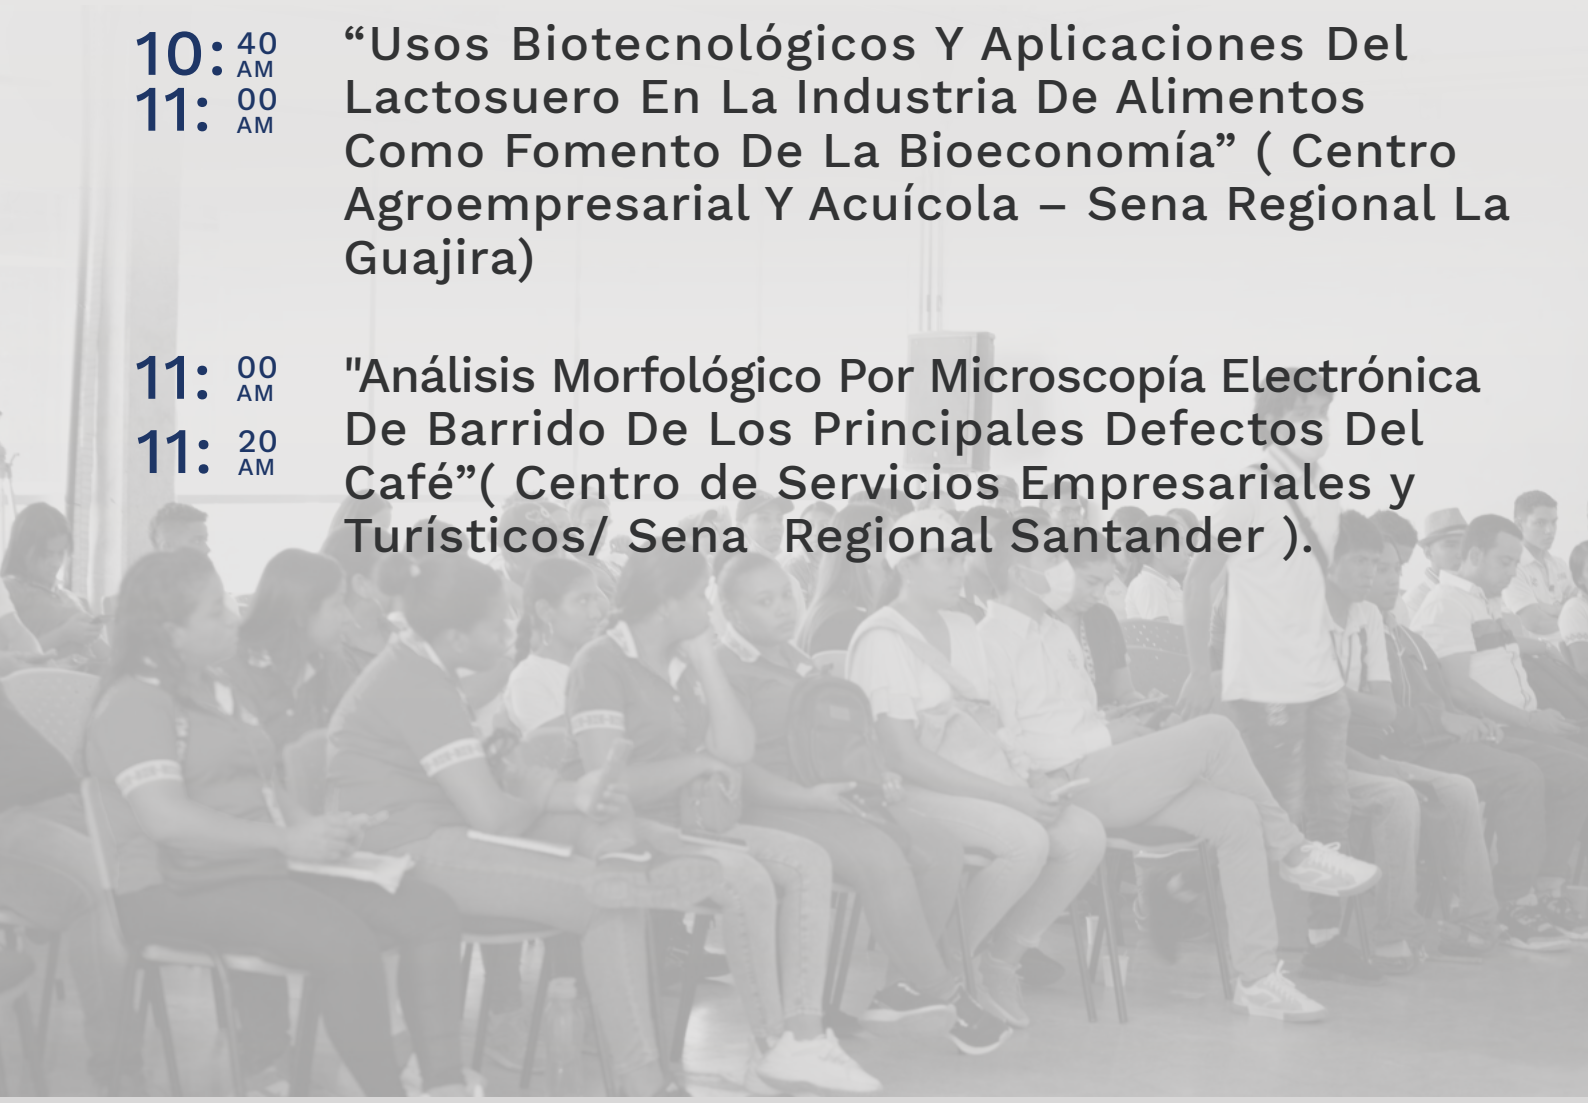 10:40 AM
11:00 AM
“Usos Biotecnológicos Y Aplicaciones Del
Lactosuero En La Industria De Alimentos
Como Fomento De La Bioeconomía” ( Centro
Agroempresarial Y Acuícola – Sena Regional La
Guajira)
11:00 AM
11:20 AM
"Análisis Morfológico Por Microscopía Electrónica
De Barrido De Los Principales Defectos Del
Café”( Centro de Servicios Empresariales y
Turísticos/ Sena  Regional Santander ).